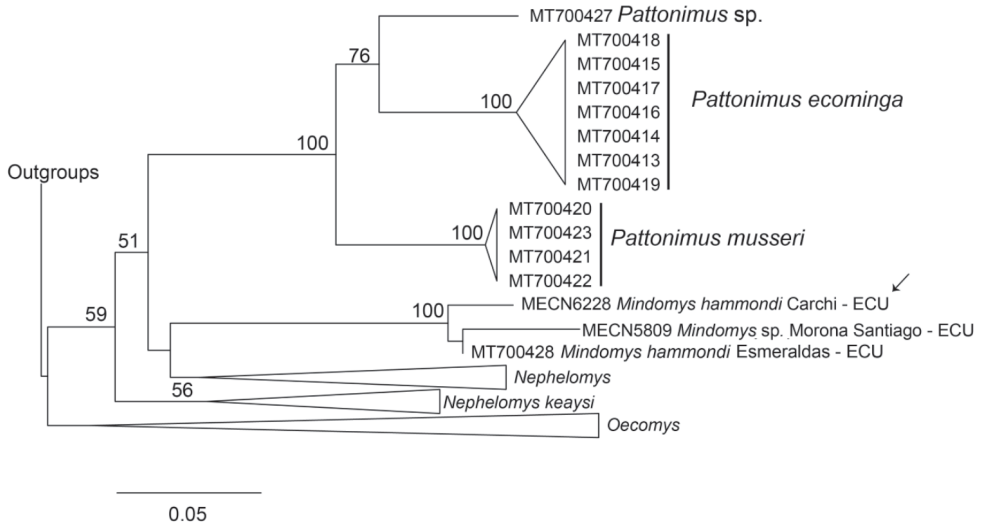 MT700427 Pattonimus sp.
76
MT700418
MT700415
MT700417
100
Pattonimus ecominga
MT700416
MT700414
100
MT700413
Outgroups
MT700419
MT700420
100
MT700423
51
Pattonimus musseri
MT700421
MT700422
100
MECN6228 Mindomys hammondi Carchi - ECU
59
MECN5809 Mindomys sp. Morona Santiago - ECU
MT700428 Mindomys hammondi Esmeraldas - ECU
Nephelomys
56
Nephelomys keaysi
Oecomys
0.05